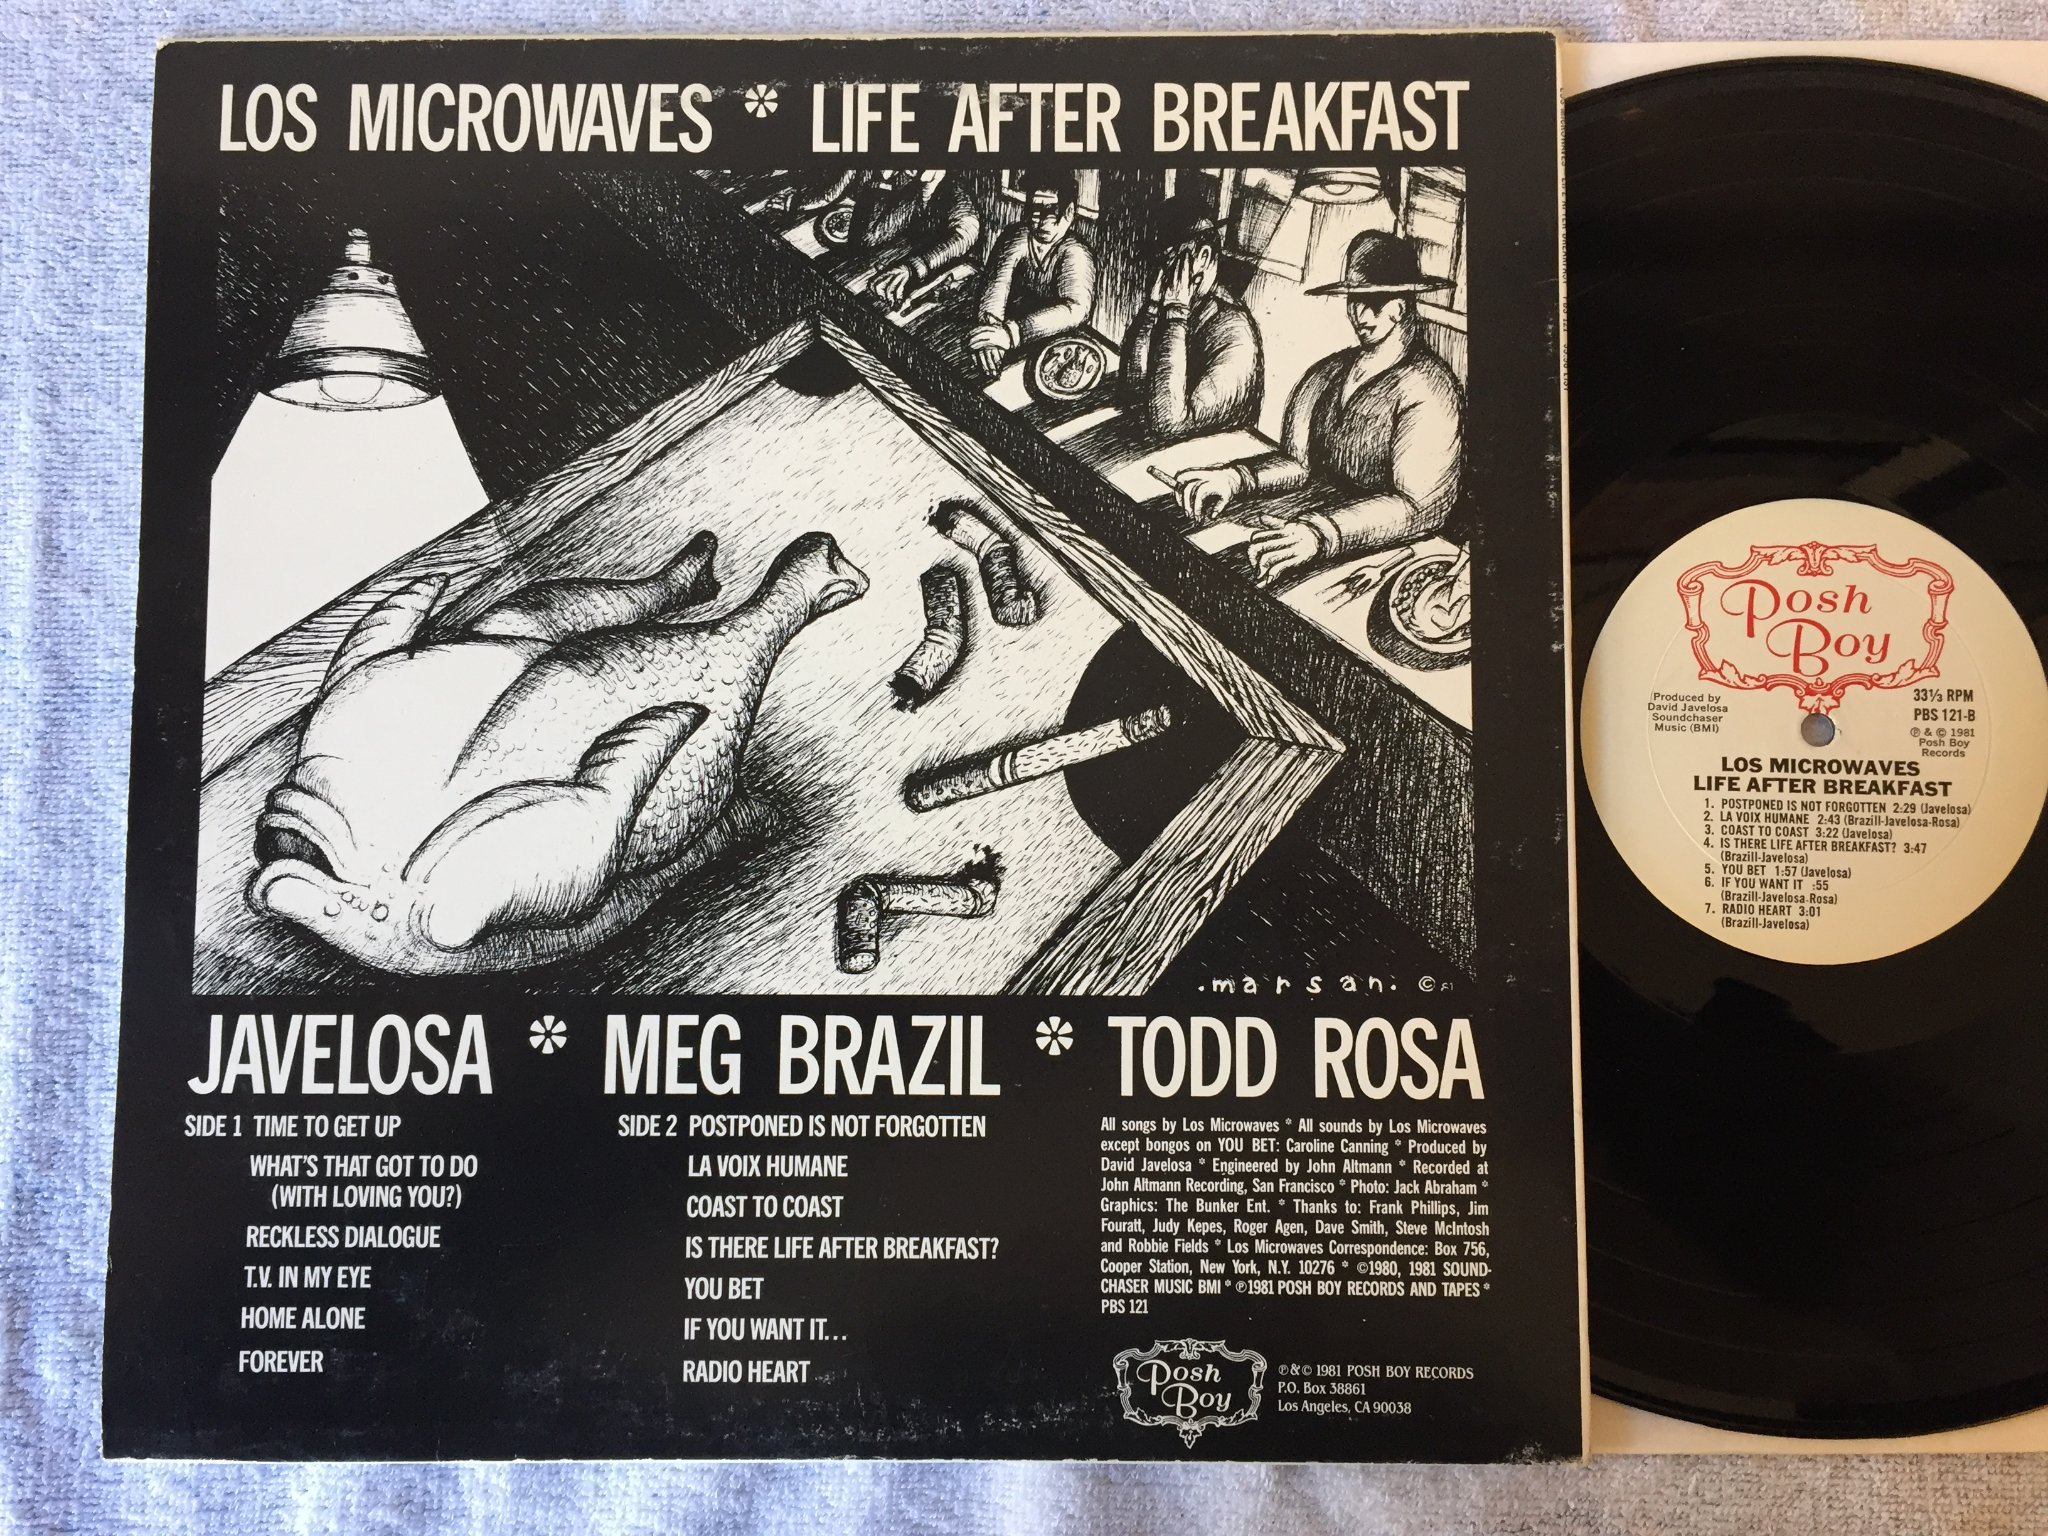 LOS MICROWAVES * LIFE AFTER BREAKFAST
.marsan. ©
JAVELOSA * MEG BRAZIL * TODD ROSA
SIDE 1 TIME TO GET UP
WHAT'S THAT GOT TO DO
(WITH LOVING YOU?)
RECKLESS DIALOGUE
T.V. IN MY EYE
HOME ALONE
FOREVER
SIDE 2 POSTPONED IS NOT FORGOTTEN
LA VOIX HUMANE
COAST TO COAST
IS THERE LIFE AFTER BREAKFAST?
YOU BET
IF YOU WANT IT...
RADIO HEART
All songs by Los Microwaves * All sounds by Los Microwaves
except bongos on YOU BET: Caroline Canning * Produced by
David Javelosa * Engineered by John Altmann * Recorded at
John Altmann Recording, San Francisco * Photo: Jack Abraham *
Graphics: The Bunker Ent. * Thanks to: Frank Phillips, Jim
Fouratt, Judy Kepes, Roger Agen, Dave Smith, Steve McIntosh
and Robbie Fields * Los Microwaves Correspondence: Box 756,
Cooper Station, New York, N.Y. 10276 * ©1980, 1981 SOUND-
CHASER MUSIC BMI * ℗1981 POSH BOY RECORDS AND TAPES *
PBS 121
Posh
Boy
℗&© 1981 POSH BOY RECORDS
P.O. Box 38861
Los Angeles, CA 90038
Posh
Boy
Produced by
David Javelosa
Soundchaser
Music (BMI)
33⅓ RPM
PBS 121-B
℗ & © 1981
Posh Boy
Records
LOS MICROWAVES
LIFE AFTER BREAKFAST
1. POSTPONED IS NOT FORGOTTEN 2:29 (Javelosa)
2. LA VOIX HUMANE 2:43 (Brazill-Javelosa-Rosa)
3. COAST TO COAST 3:22 (Javelosa)
4. IS THERE LIFE AFTER BREAKFAST? 3:47
(Brazill-Javelosa)
5. YOU BET 1:57 (Javelosa)
6. IF YOU WANT IT :55
(Brazill-Javelosa-Rosa)
7. RADIO HEART 3:01
(Brazill-Javelosa)